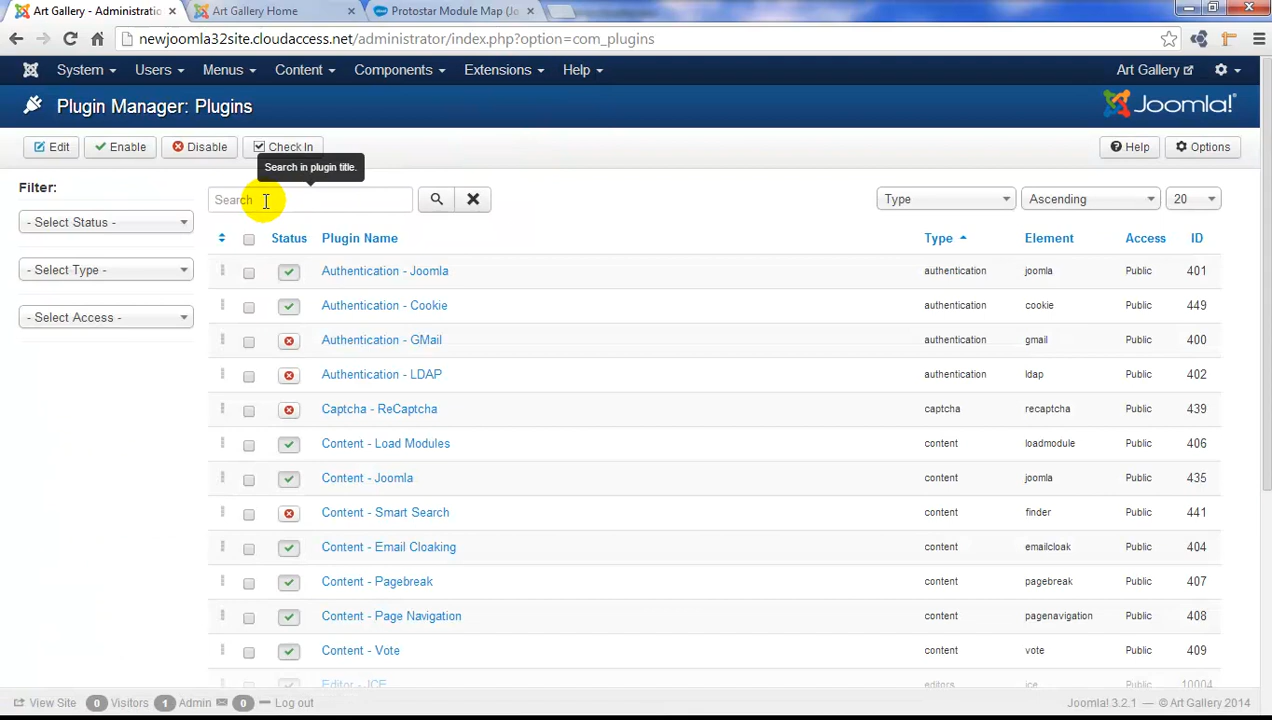 Art Gallery - Administratio
Art Gallery Home
Protostar Module Map (Jo
newjoomla32site.cloudaccess.net/administrator/index.php?option=com_plugins
System Users Menus Content Components Extensions Help Art Gallery
Plugin Manager: Plugins Joomla!
Edit Enable Disable Check In Help Options
Search in plugin title.
Filter:
Search Type Ascending 20
- Select Status -
- Select Type -
- Select Access -
Status Plugin Name Type Element Access ID
Authentication - Joomla authentication joomla Public 401
Authentication - Cookie authentication cookie Public 449
Authentication - GMail authentication gmail Public 400
Authentication - LDAP authentication ldap Public 402
Captcha - ReCaptcha captcha recaptcha Public 439
Content - Load Modules content loadmodule Public 406
Content - Joomla content joomla Public 435
Content - Smart Search content finder Public 441
Content - Email Cloaking content emailcloak Public 404
Content - Pagebreak content pagebreak Public 407
Content - Page Navigation content pagenavigation Public 408
Content - Vote content vote Public 409
Editor - JCE editors jce Public 10004
View Site 0 Visitors 1 Admin 0 Log out Joomla! 3.2.1 — © Art Gallery 2014